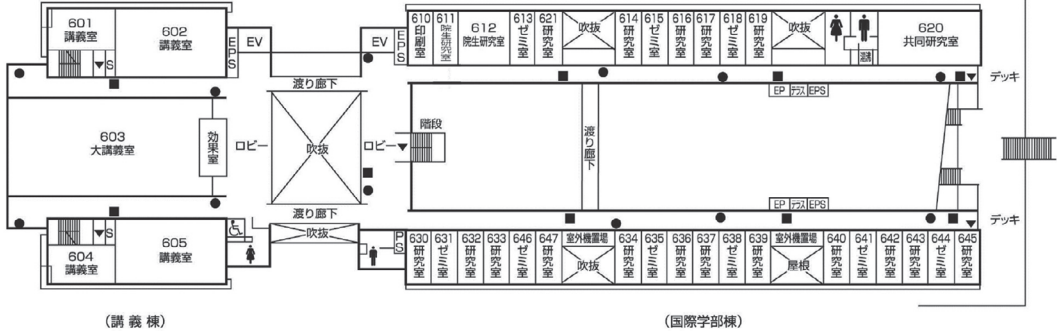 601
講義室
602
講義室
S
EPS
EV
EV
EPS
610
印刷室
611
院生研究室
612
院生研究室
613
ゼミ室
621
研究室
吹抜
614
研究室
615
ゼミ室
616
研究室
617
ゼミ室
618
ゼミ室
619
研究室
吹抜
620
共同研究室
渡り廊下
デッキ
EP
テラス
EPS
603
大講義室
効果室
ロビー
吹抜
ロビー
階段
渡り廊下
EP
テラス
EPS
渡り廊下
デッキ
S
604
講義室
605
講義室
吹抜
PS
630
研究室
631
ゼミ室
632
研究室
633
研究室
646
ゼミ室
647
研究室
室外機置場
吹抜
634
研究室
635
ゼミ室
636
研究室
637
研究室
638
ゼミ室
639
研究室
室外機置場
屋根
640
研究室
641
ゼミ室
642
研究室
643
研究室
644
ゼミ室
645
研究室
(講義棟)
(国際学部棟)